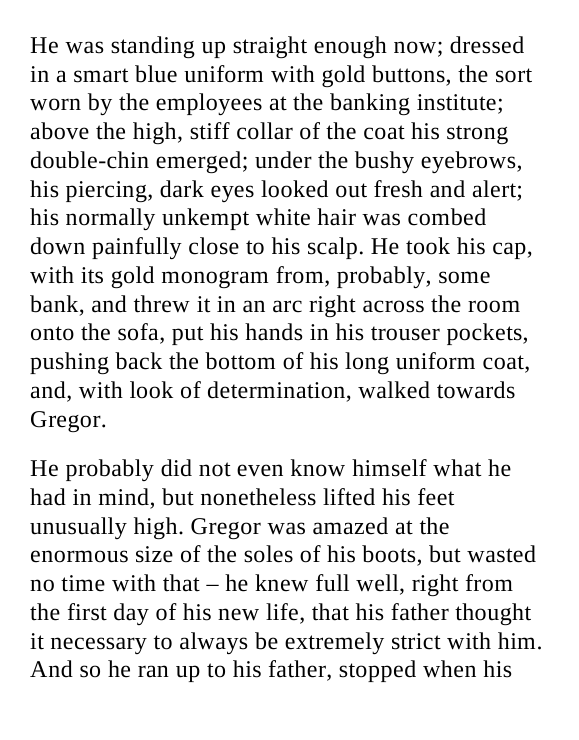 He was standing up straight enough now; dressed
in a smart blue uniform with gold buttons, the sort
worn by the employees at the banking institute;
above the high, stiff collar of the coat his strong
double-chin emerged; under the bushy eyebrows,
his piercing, dark eyes looked out fresh and alert;
his normally unkempt white hair was combed
down painfully close to his scalp. He took his cap,
with its gold monogram from, probably, some
bank, and threw it in an arc right across the room
onto the sofa, put his hands in his trouser pockets,
pushing back the bottom of his long uniform coat,
and, with look of determination, walked towards
Gregor.
He probably did not even know himself what he
had in mind, but nonetheless lifted his feet
unusually high. Gregor was amazed at the
enormous size of the soles of his boots, but wasted
no time with that – he knew full well, right from
the first day of his new life, that his father thought
it necessary to always be extremely strict with him.
And so he ran up to his father, stopped when his